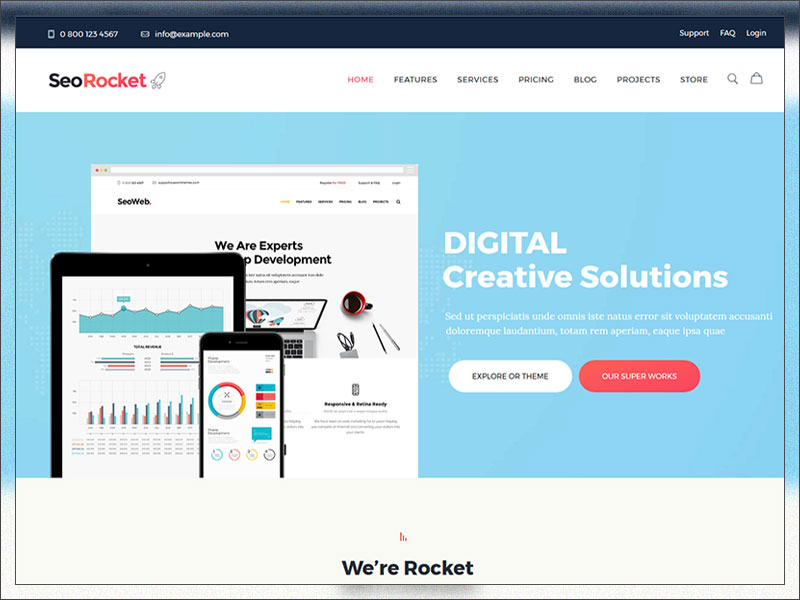 0 800 123 4567 info@example.com Support FAQ Login
SeoRocket HOME FEATURES SERVICES PRICING BLOG PROJECTS STORE
SeoWeb. HOME FEATURES SERVICES PRICING BLOG PROJECTS
We Are Experts
p Development
DIGITAL
Creative Solutions
Sed ut perspiciatis unde omnis iste natus error sit voluptatem accusanti
doloremque laudantium, totam rem aperiam, eaque ipsa quae
EXPLORE OR THEME OUR SUPER WORKS
TOTAL REVENUE
Responsive & Retina Ready
We're Rocket